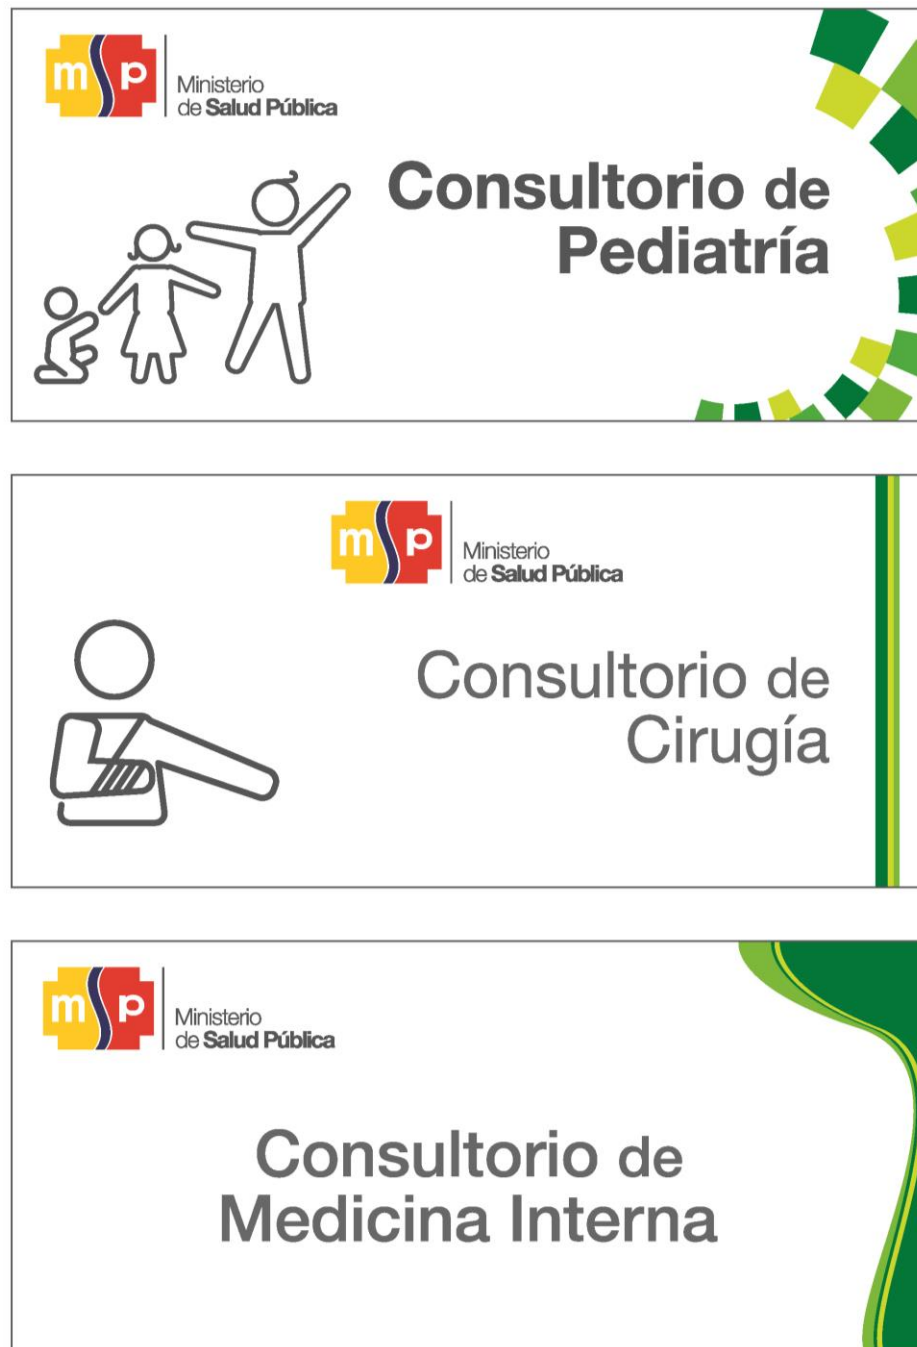 msp
Ministerio
de Salud Pública
Consultorio de
Pediatría
msp
Ministerio
de Salud Pública
Consultorio de
Cirugía
msp
Ministerio
de Salud Pública
Consultorio de
Medicina Interna